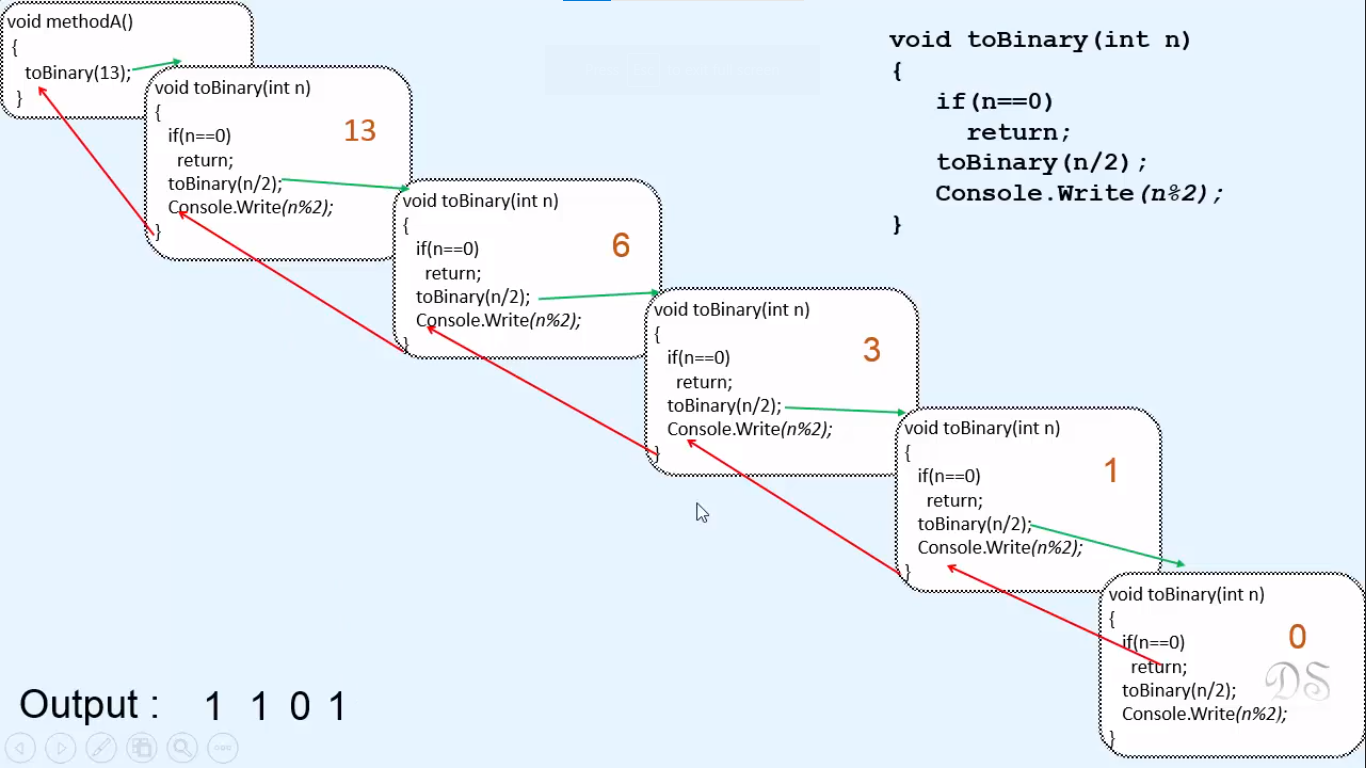 void methodA()
{
toBinary(13);
}
void toBinary(int n)
{
if(n==0)
return;
toBinary(n/2);
Console.Write(n%2);
}
13
void toBinary(int n)
{
if(n==0)
return;
toBinary(n/2);
Console.Write(n%2);
}
6
void toBinary(int n)
{
if(n==0)
return;
toBinary(n/2);
Console.Write(n%2);
}
3
void toBinary(int n)
{
if(n==0)
return;
toBinary(n/2);
Console.Write(n%2);
}
1
void toBinary(int n)
{
if(n==0)
return;
toBinary(n/2);
Console.Write(n%2);
}
0
void toBinary(int n)
{
if(n==0)
return;
toBinary(n/2);
Console.Write(n%2);
}
Output : 1 1 0 1
DS